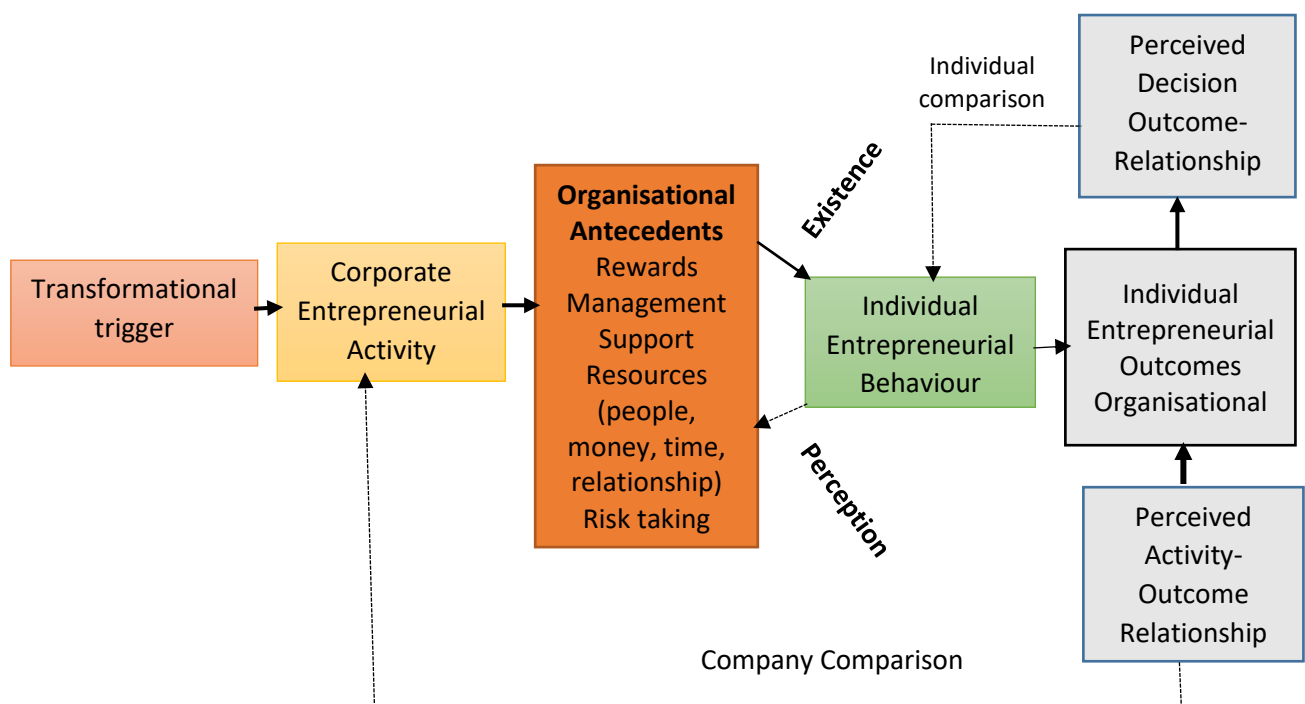 Transformational
trigger
Corporate
Entrepreneurial
Activity
Organisational
Antecedents
Rewards
Management
Support
Resources
(people,
money, time,
relationship)
Risk taking
Existence
Perception
Individual
Entrepreneurial
Behaviour
Individual
comparison
Perceived
Decision
Outcome-
Relationship
Individual
Entrepreneurial
Outcomes
Organisational
Perceived
Activity-
Outcome
Relationship
Company Comparison